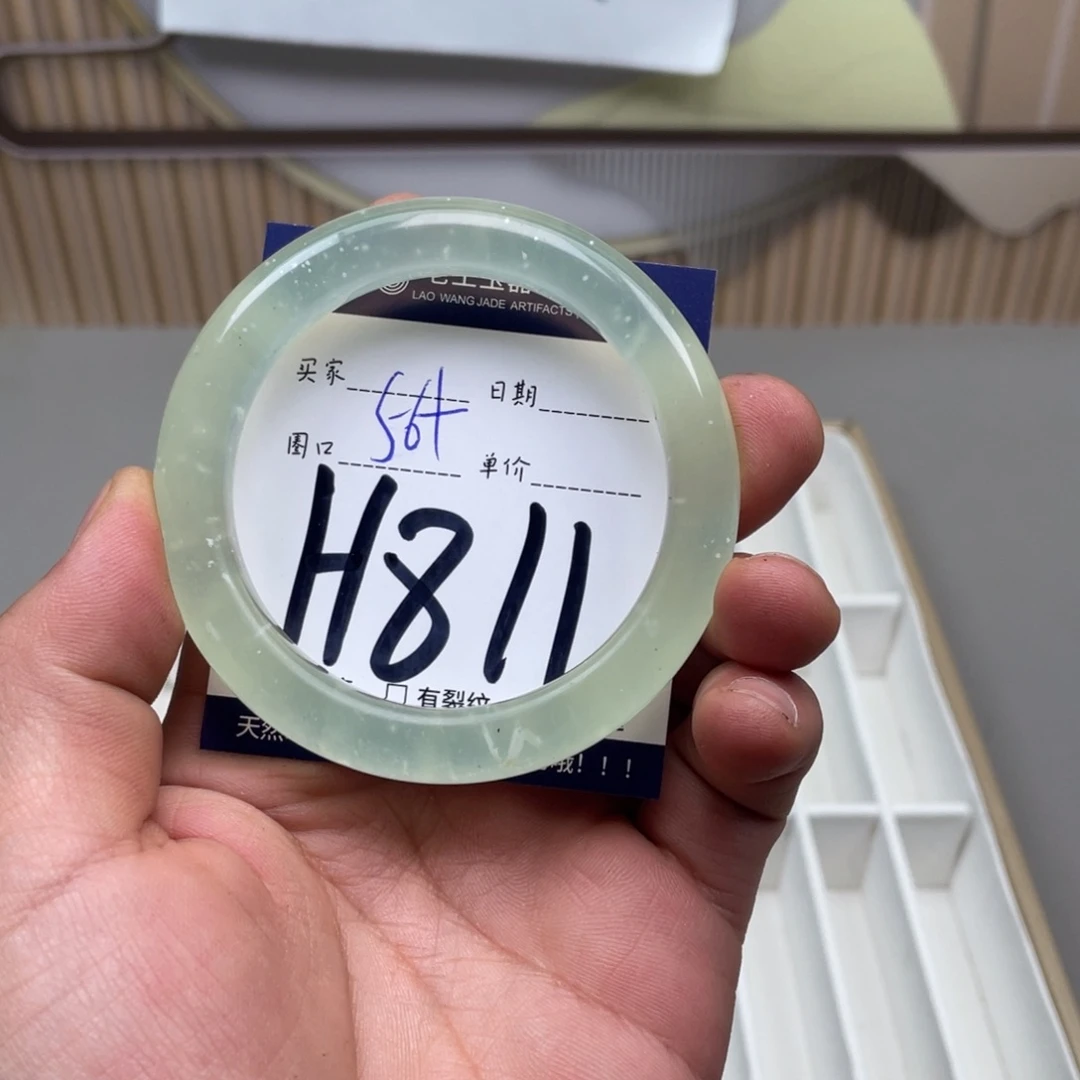 LAO WANG JADE ARTIFACTS
买家 日期
56+
圈口 单价
H811
有裂纹
天然
哦！！！